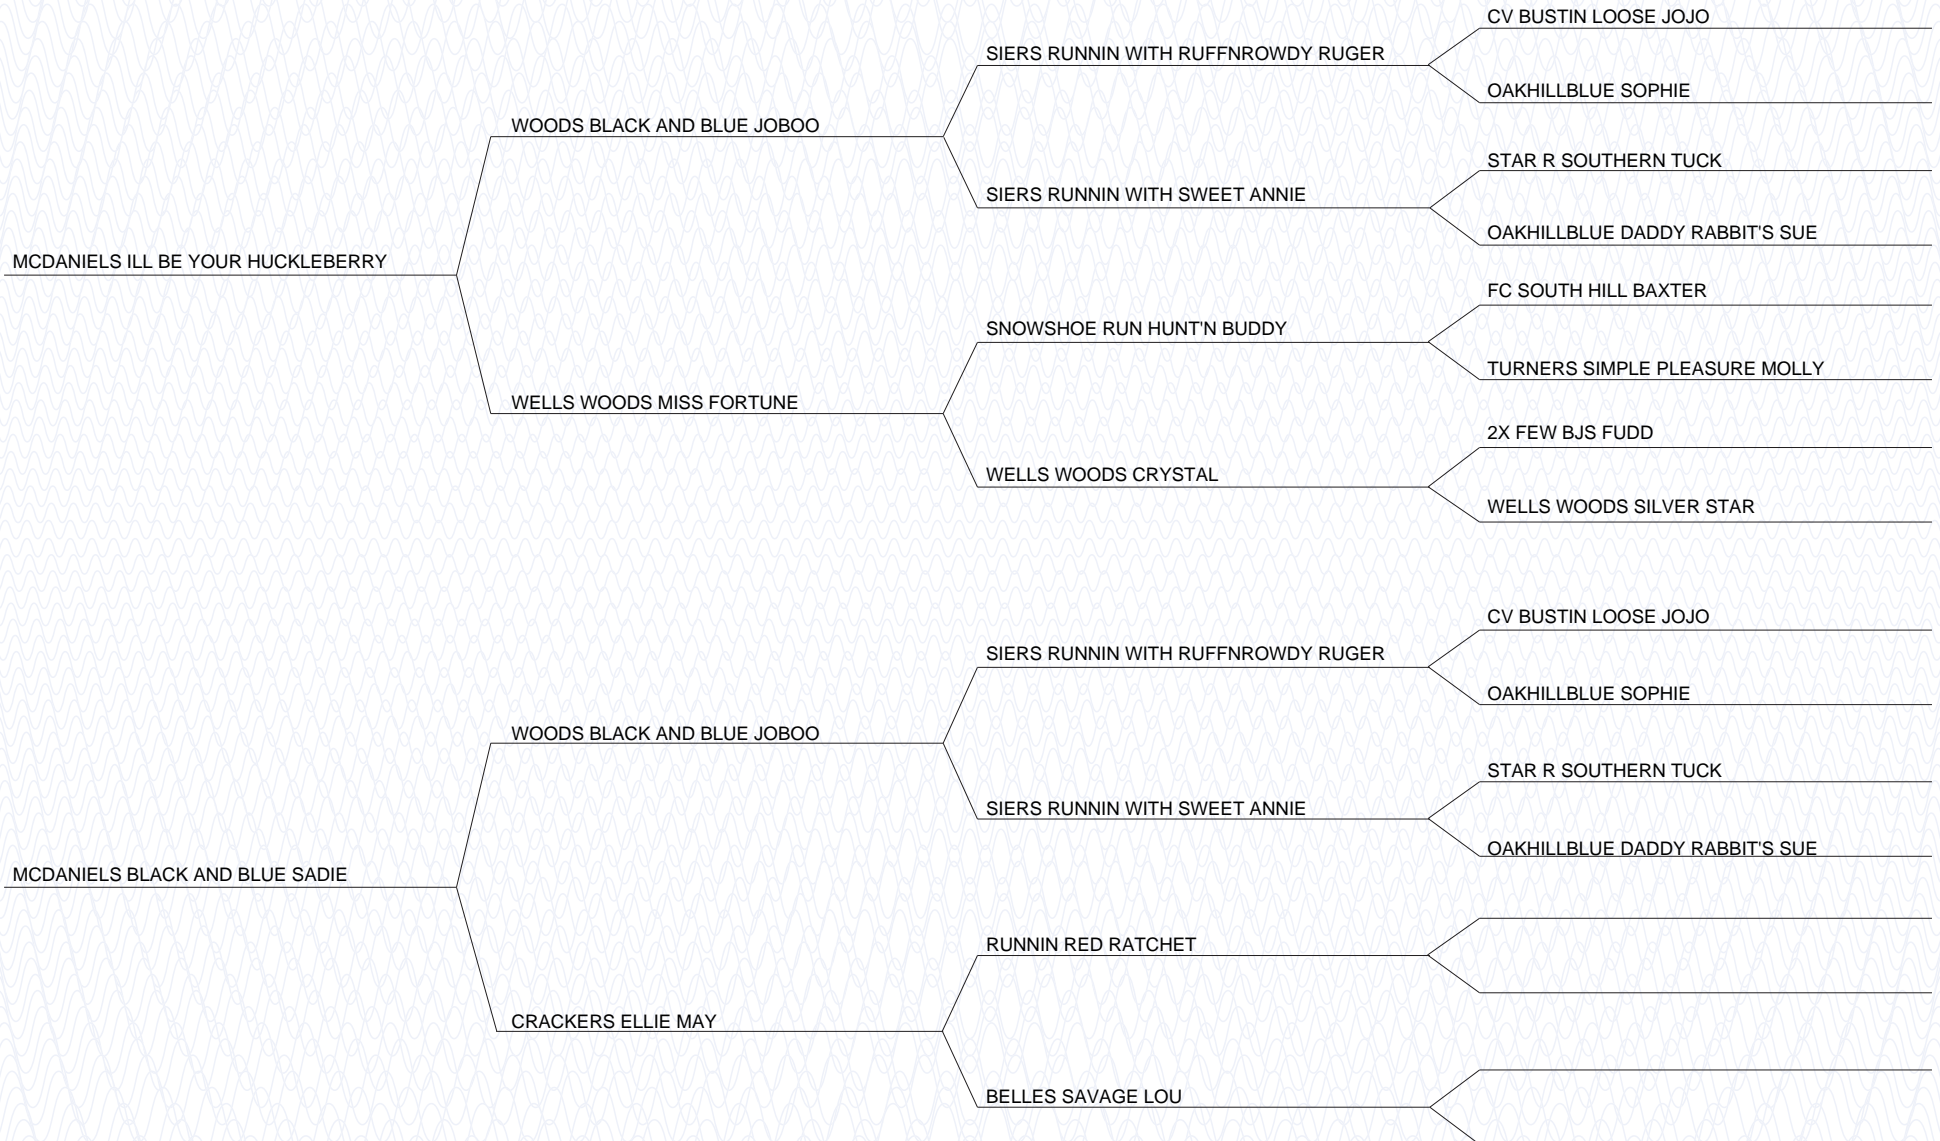 CV BUSTIN LOOSE JOJO
SIERS RUNNIN WITH RUFFNROWDY RUGER
OAKHILLBLUE SOPHIE
WOODS BLACK AND BLUE JOBOO
STAR R SOUTHERN TUCK
SIERS RUNNIN WITH SWEET ANNIE
OAKHILLBLUE DADDY RABBIT'S SUE
MCDANIELS ILL BE YOUR HUCKLEBERRY
FC SOUTH HILL BAXTER
SNOWSHOE RUN HUNT'N BUDDY
TURNERS SIMPLE PLEASURE MOLLY
WELLS WOODS MISS FORTUNE
2X FEW BJS FUDD
WELLS WOODS CRYSTAL
WELLS WOODS SILVER STAR
CV BUSTIN LOOSE JOJO
SIERS RUNNIN WITH RUFFNROWDY RUGER
OAKHILLBLUE SOPHIE
WOODS BLACK AND BLUE JOBOO
STAR R SOUTHERN TUCK
SIERS RUNNIN WITH SWEET ANNIE
OAKHILLBLUE DADDY RABBIT'S SUE
MCDANIELS BLACK AND BLUE SADIE
RUNNIN RED RATCHET
CRACKERS ELLIE MAY
BELLES SAVAGE LOU